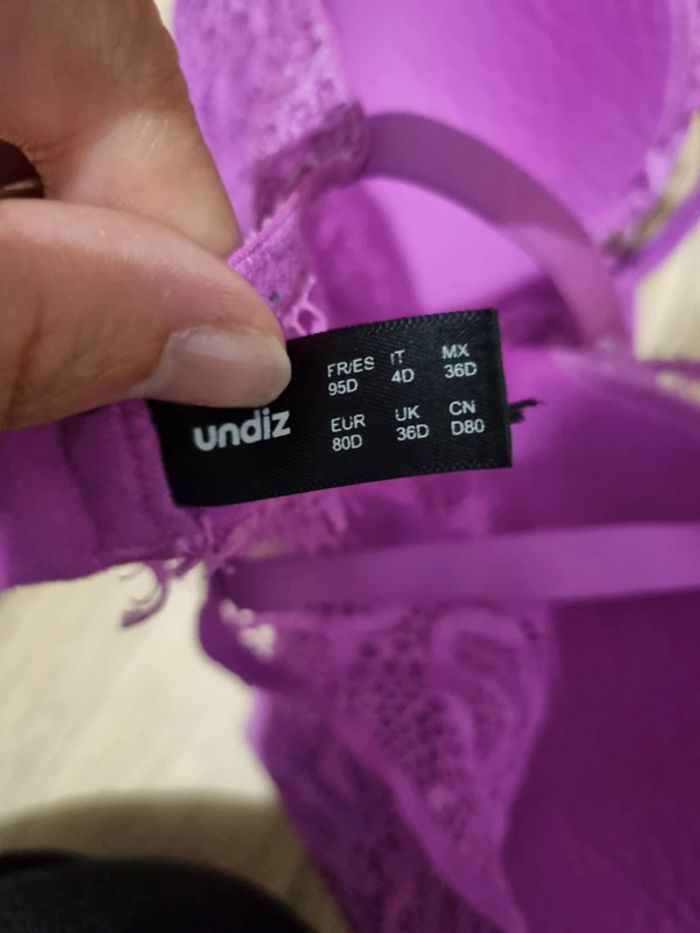 undiz
FR/ES IT MX
95D 4D 36D
EUR UK CN
80D 36D D80